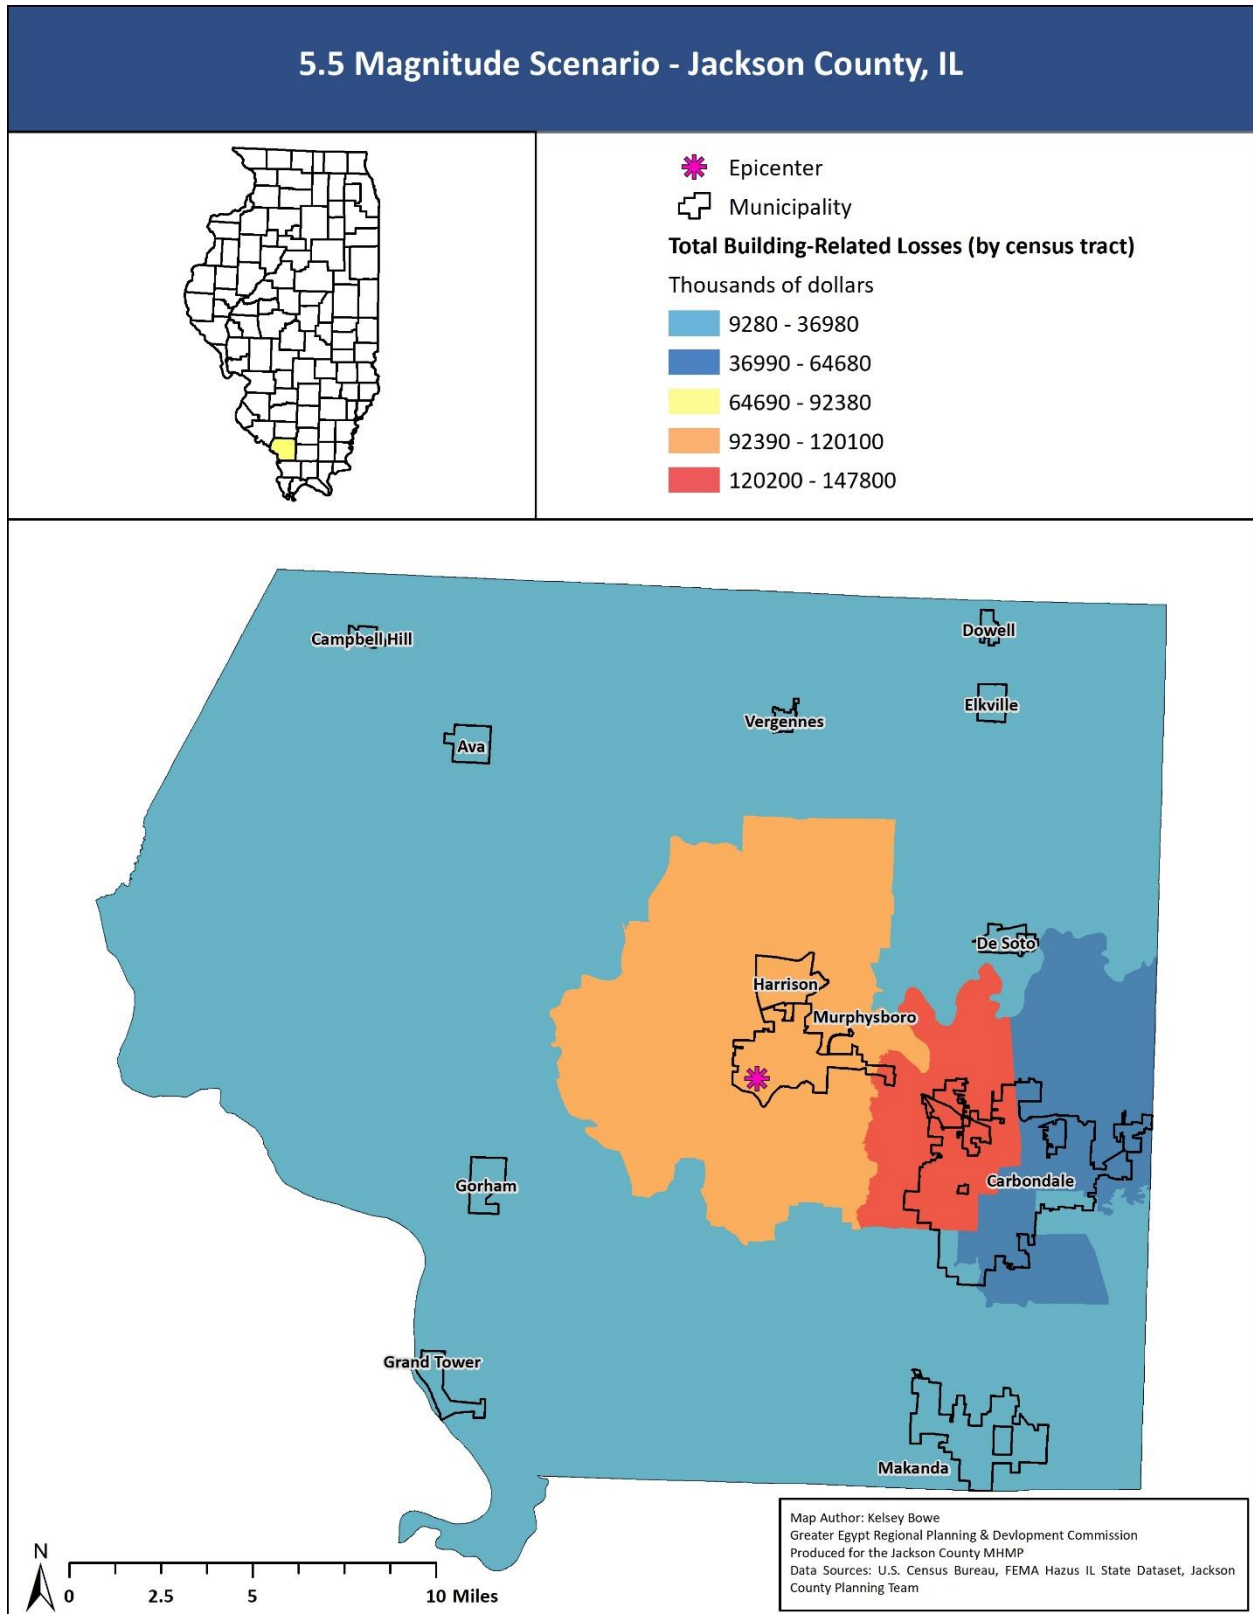 5.5 Magnitude Scenario - Jackson County, IL
Epicenter
Municipality
Total Building-Related Losses (by census tract)
Thousands of dollars
9280 - 36980
36990 - 64680
64690 - 92380
92390 - 120100
120200 - 147800
Campbell Hill
Dowell
Elkville
Vergennes
Ava
De Soto
Harrison
Murphysboro
Carbondale
Gorham
Grand Tower
Makanda
N
0 2.5 5 10 Miles
Map Author: Kelsey Bowe
Greater Egypt Regional Planning & Devlopment Commission
Produced for the Jackson County MHMP
Data Sources: U.S. Census Bureau, FEMA Hazus IL State Dataset, Jackson
County Planning Team